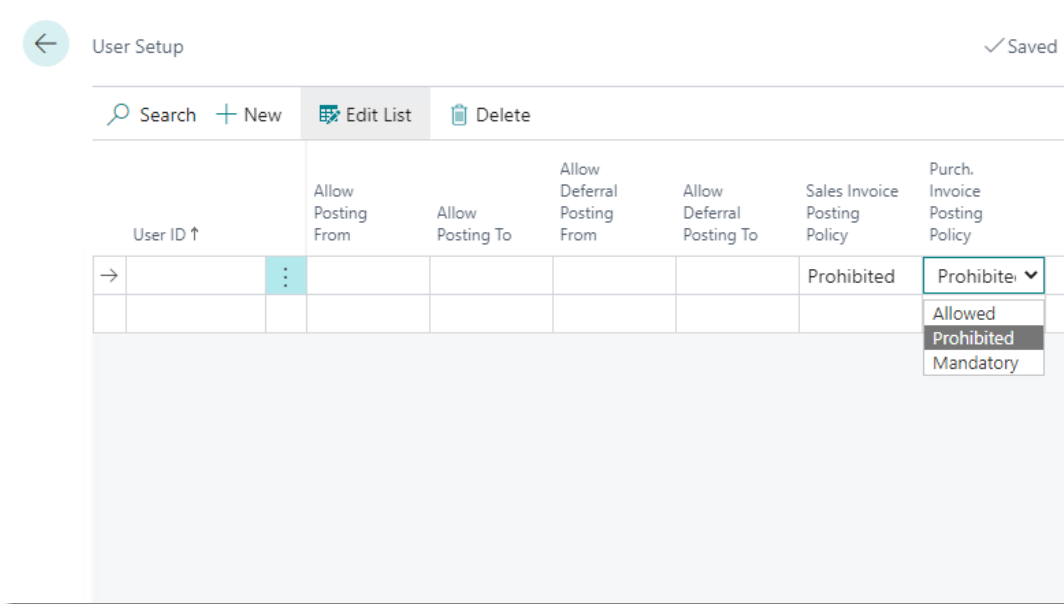 User Setup
Saved
Search
New
Edit List
Delete
User ID ↑
Allow
Posting
From
Allow
Posting To
Allow
Deferral
Posting
From
Allow
Deferral
Posting To
Sales Invoice
Posting
Policy
Purch.
Invoice
Posting
Policy
Prohibited
Prohibite
Allowed
Prohibited
Mandatory